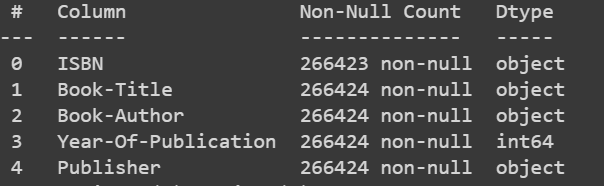 #   Column               Non-Null Count   Dtype
---  ------               --------------   -----
0   ISBN                 266423 non-null  object
1   Book-Title           266424 non-null  object
2   Book-Author          266424 non-null  object
3   Year-Of-Publication  266424 non-null  int64
4   Publisher            266424 non-null  object